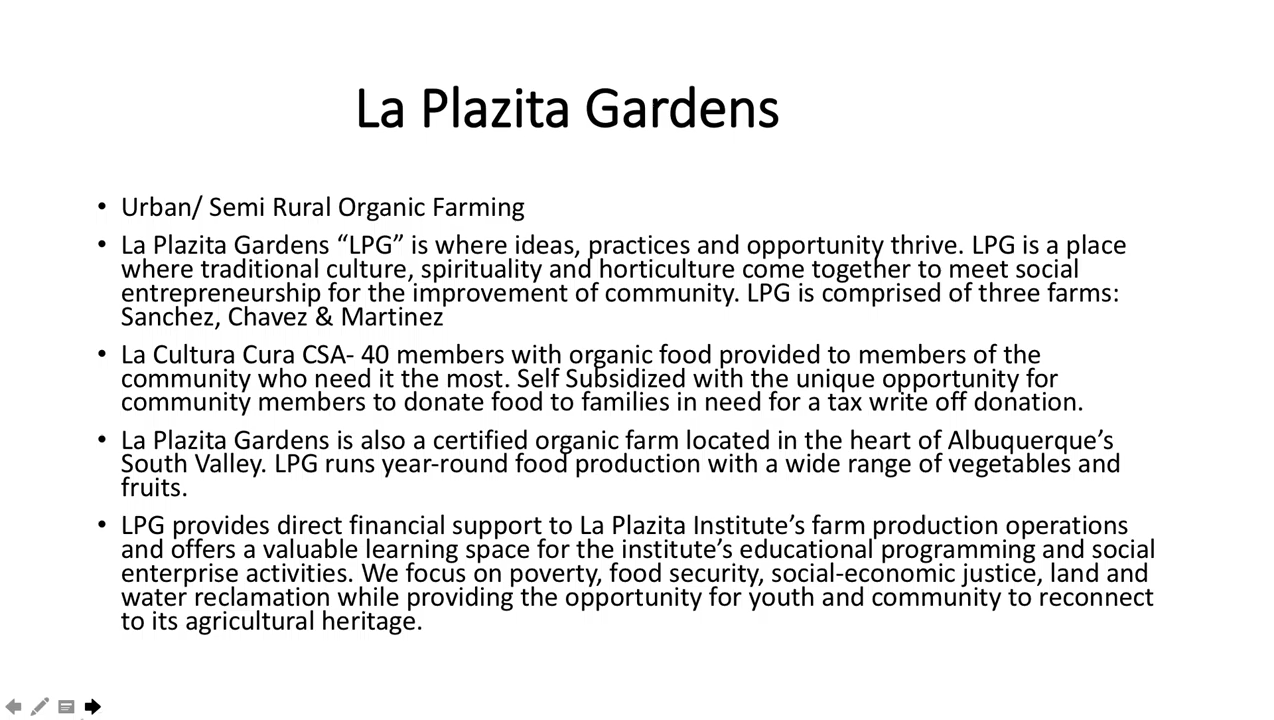 La Plazita Gardens
• Urban/ Semi Rural Organic Farming
• La Plazita Gardens “LPG” is where ideas, practices and opportunity thrive. LPG is a place
where traditional culture, spirituality and horticulture come together to meet social
entrepreneurship for the improvement of community. LPG is comprised of three farms:
Sanchez, Chavez & Martinez
• La Cultura Cura CSA- 40 members with organic food provided to members of the
community who need it the most. Self Subsidized with the unique opportunity for
community members to donate food to families in need for a tax write off donation.
• La Plazita Gardens is also a certified organic farm located in the heart of Albuquerque’s
South Valley. LPG runs year-round food production with a wide range of vegetables and
fruits.
• LPG provides direct financial support to La Plazita Institute’s farm production operations
and offers a valuable learning space for the institute’s educational programming and social
enterprise activities. We focus on poverty, food security, social-economic justice, land and
water reclamation while providing the opportunity for youth and community to reconnect
to its agricultural heritage.